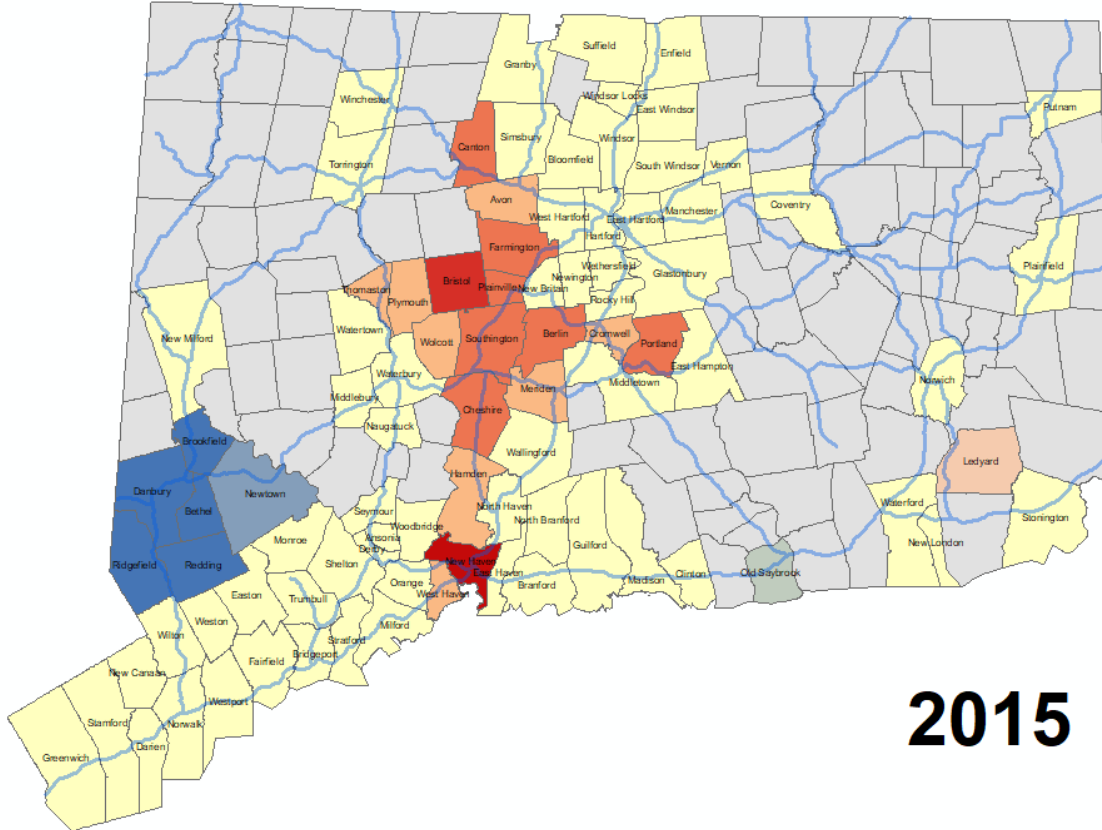 Suffield
Enfield
Granby
Winchester
Windsor Locks
East Windsor
Putnam
Canton
Simsbury
Windsor
Bloomfield
Torrington
South Windsor
Vernon
Avon
Coventry
West Hartford
East Hartford
Manchester
Hartford
Farmington
Wethersfield
Plainfield
Newington
Glastonbury
Bristol
Plainville
New Britain
Thomaston
Plymouth
Rocky Hill
Watertown
New Milford
Wolcott
Southington
Berlin
Cromwell
Portland
East Hampton
Waterbury
Middletown
Norwich
Meriden
Middlebury
Cheshire
Naugatuck
Brookfield
Wallingford
Ledyard
Hamden
Danbury
Newtown
Waterford
North Haven
Seymour
Bethel
Woodbridge
North Branford
Stonington
Ansonia
Monroe
Derby
Guilford
New London
Ridgefield
Redding
Shelton
New Haven
East Haven
Old Saybrook
Orange
Madison
Clinton
Branford
Easton
Trumbull
West Haven
Weston
Milford
Wilton
Stratford
Bridgeport
Fairfield
New Canaan
Westport
Stamford
Norwalk
Darien
Greenwich
2015